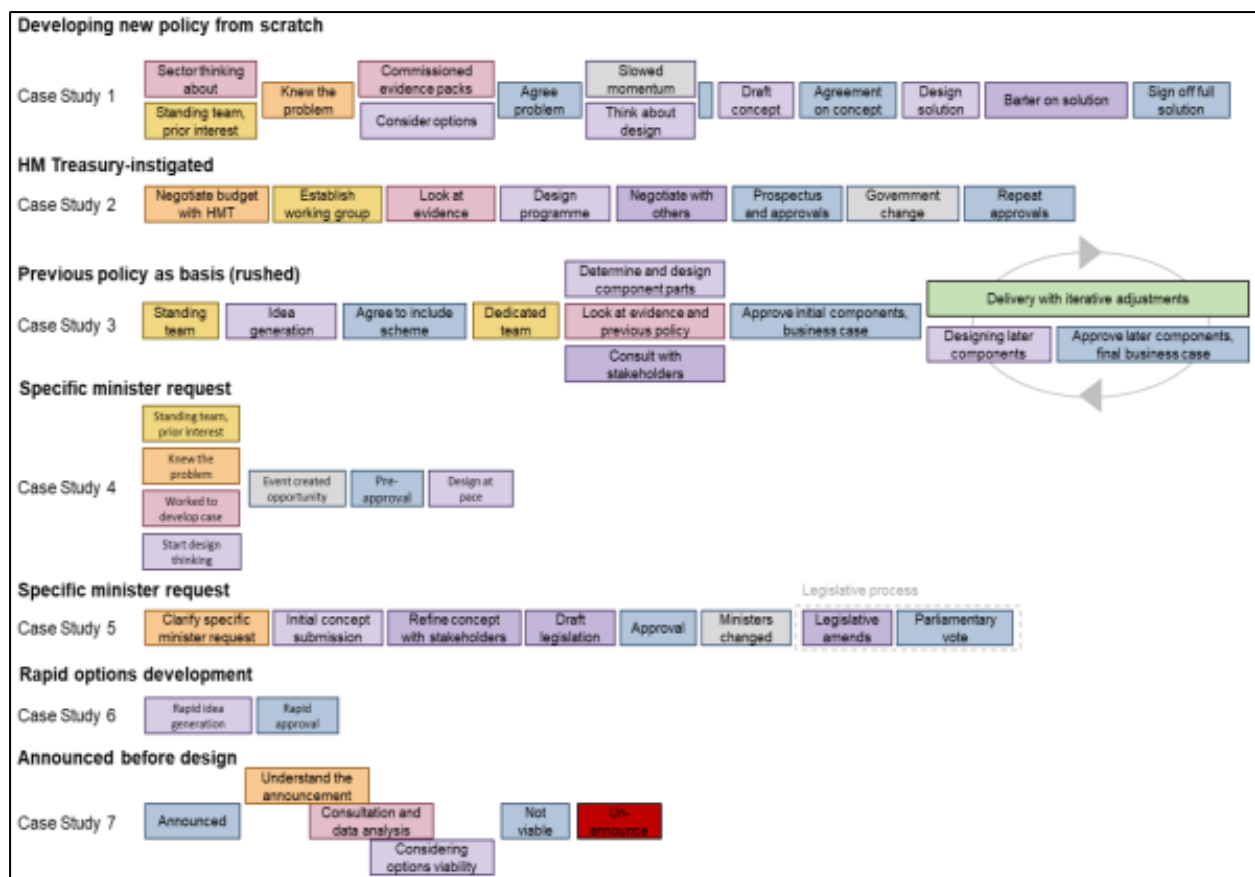 Developing new policy from scratch
Case Study 1
Sector thinking
about
Standing team,
prior interest
Knew the
problem
Commissioned
evidence packs
Consider options
Agree
problem
Slowed
momentum
Think about
design
Draft
concept
Agreement
on concept
Design
solution
Barter on solution
Sign off full
solution
HM Treasury-instigated
Case Study 2
Negotiate budget
with HMT
Establish
working group
Look at
evidence
Design
programme
Negotiate with
others
Prospectus
and approvals
Government
change
Repeat
approvals
Previous policy as basis (rushed)
Case Study 3
Standing
team
Idea
generation
Agree to include
scheme
Dedicated
team
Determine and design
component parts
Look at evidence and
previous policy
Consult with
stakeholders
Approve initial components,
business case
Delivery with iterative adjustments
Designing later
components
Approve later components,
final business case
Specific minister request
Case Study 4
Standing team,
prior interest
Knew the
problem
Worked to
develop case
Start design
thinking
Event created
opportunity
Pre-
approval
Design at
pace
Specific minister request
Case Study 5
Clarify specific
minister request
Initial concept
submission
Refine concept
with stakeholders
Draft
legislation
Approval
Ministers
changed
Legislative process
Legislative
amends
Parliamentary
vote
Rapid options development
Case Study 6
Rapid idea
generation
Rapid
approval
Announced before design
Case Study 7
Announced
Understand the
announcement
Consultation and
data analysis
Considering
options viability
Not
viable
Un-
announce